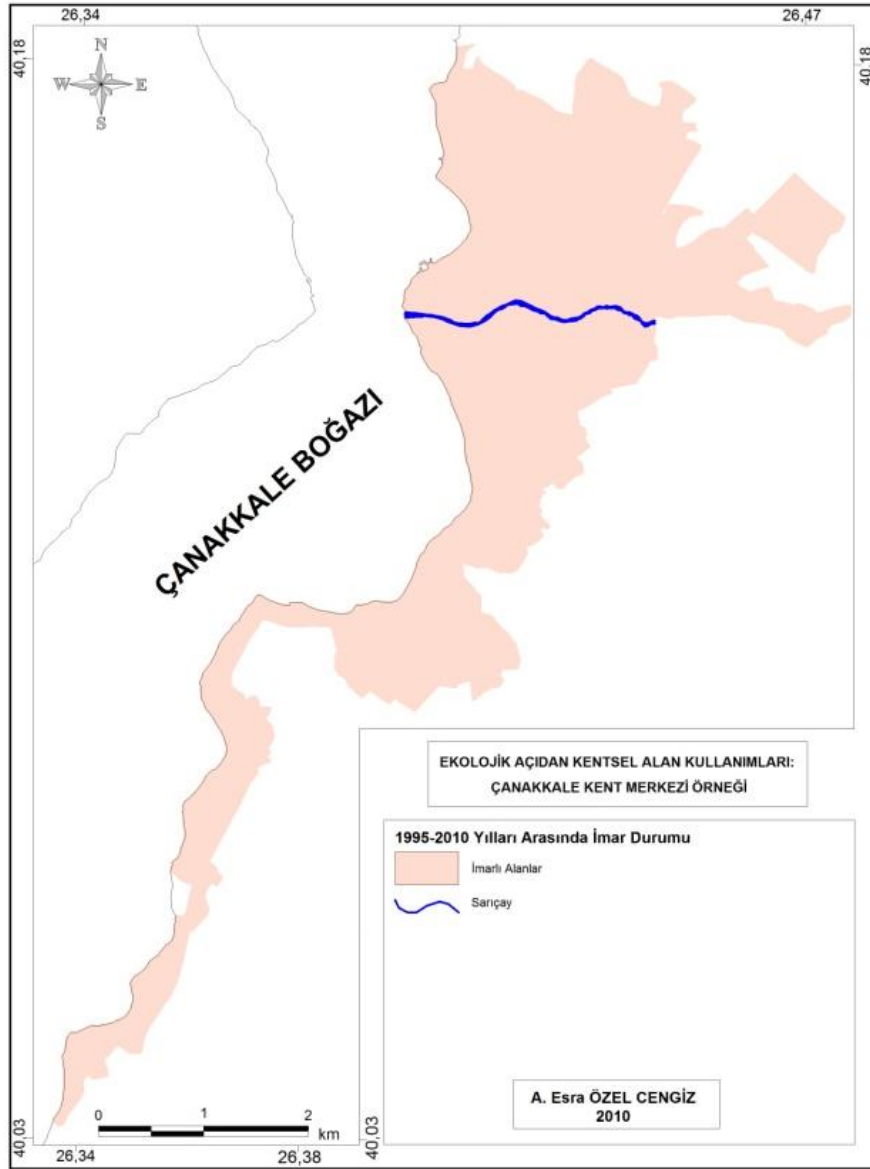 26,34
26,47
40,18
40,18
N
W
E
S
ÇANAKKALE BOĞAZI
EKOLOJİK AÇIDAN KENTSEL ALAN KULLANIMLARI:
ÇANAKKALE KENT MERKEZİ ÖRNEĞİ
1995-2010 Yılları Arasında İmar Durumu
İmarlı Alanlar
Sarıçay
A. Esra ÖZEL CENGİZ
2010
0 1 2
km
40,03
40,03
26,34
26,38